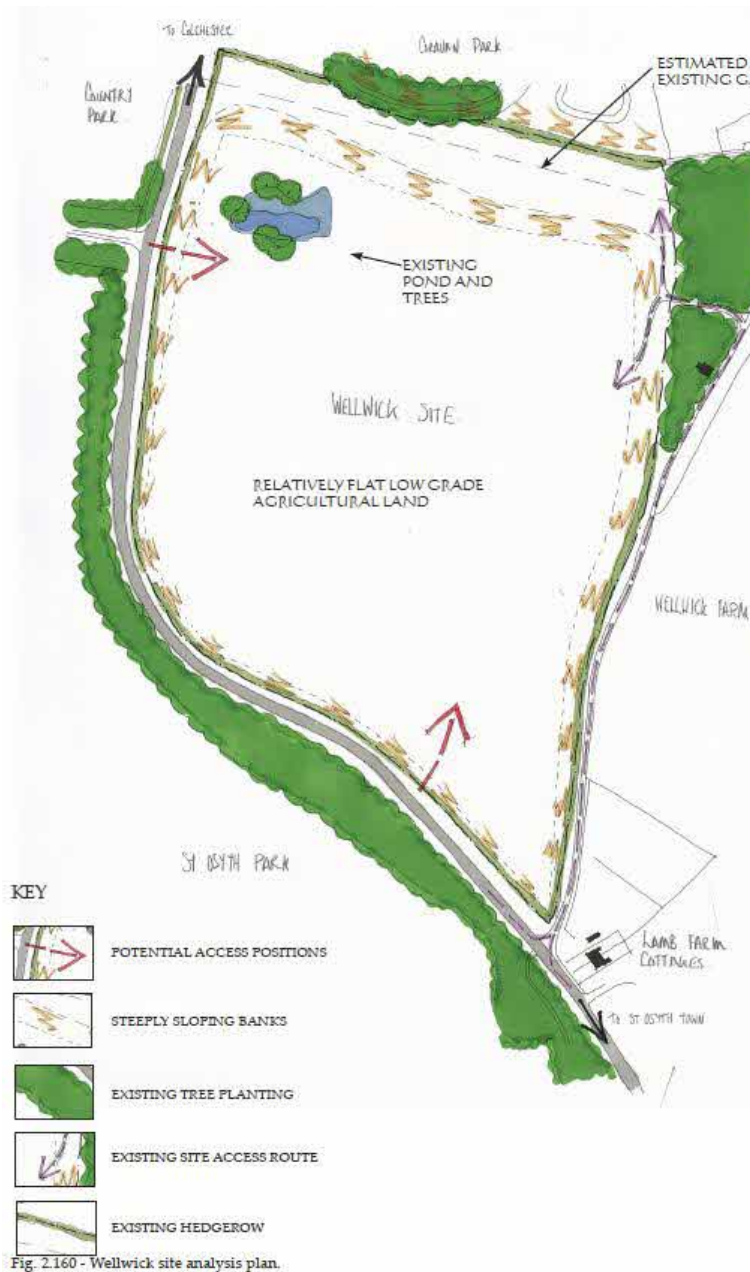 TO COLCHESTER
CARAVAN PARK
ESTIMATED
EXISTING G
COUNTRY
PARK
EXISTING
POND AND
TREES
WELLWICK SITE
RELATIVELY FLAT LOW GRADE
AGRICULTURAL LAND
WELLWICK FARM
ST OSYTH PARK
KEY
LAMB FARM
COTTAGES
POTENTIAL ACCESS POSITIONS
TO ST OSYTH TOWN
STEEPLY SLOPING BANKS
EXISTING TREE PLANTING
EXISTING SITE ACCESS ROUTE
EXISTING HEDGEROW
Fig. 2.160 - Wellwick site analysis plan.